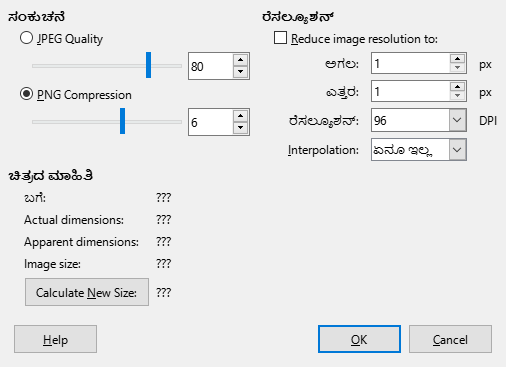 ಸಂಕುಚನೆ
JPEG Quality
80
PNG Compression
6
ರೆಸಲ್ಯೂಶನ್
Reduce image resolution to:
ಅಗಲ: 1 px
ಎತ್ತರ: 1 px
ರೆಸಲ್ಯೂಶನ್: 96 DPI
Interpolation: ಏನೂ ಇಲ್ಲ
ಚಿತ್ರದ ಮಾಹಿತಿ
ಬಗೆ: ???
Actual dimensions: ???
Apparent dimensions: ???
Image size: ???
Calculate New Size: ???
Help OK Cancel